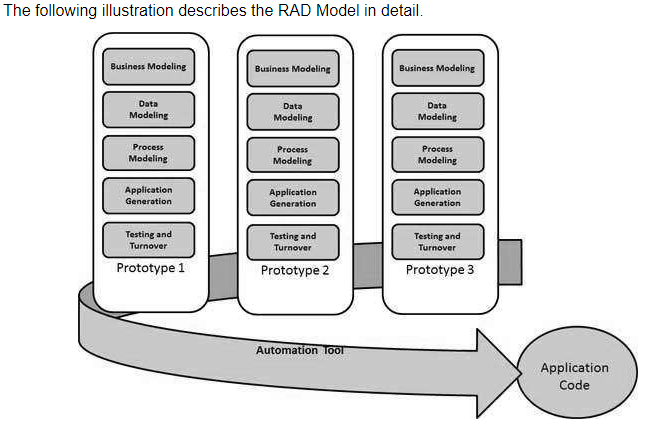 The following illustration describes the RAD Model in detail.
Business Modeling
Data
Modeling
Process
Modeling
Application
Generation
Testing and
Turnover
Prototype 1
Business Modeling
Data
Modeling
Process
Modeling
Application
Generation
Testing and
Turnover
Prototype 2
Business Modeling
Data
Modeling
Process
Modeling
Application
Generation
Testing and
Turnover
Prototype 3
Automation Tool
Application
Code